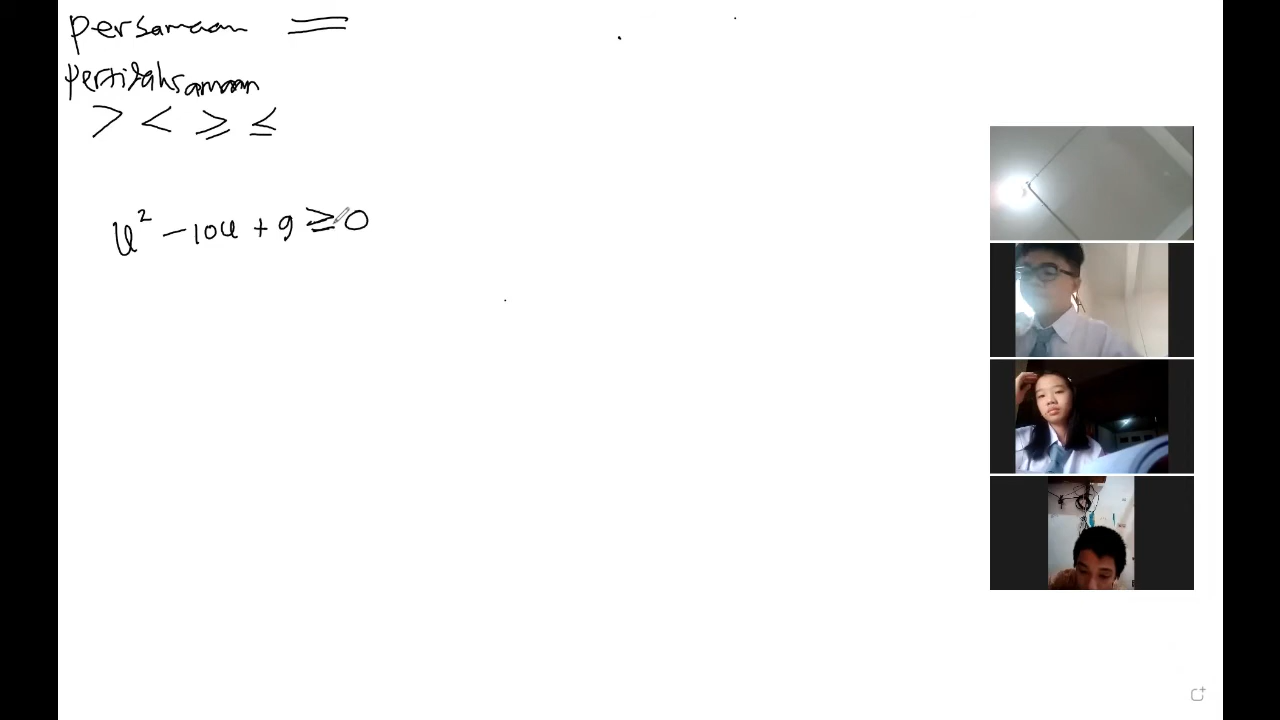 persamaan =
pertidaksamaan
> < ≥ ≤
u² - 10u + 9 ≥ 0